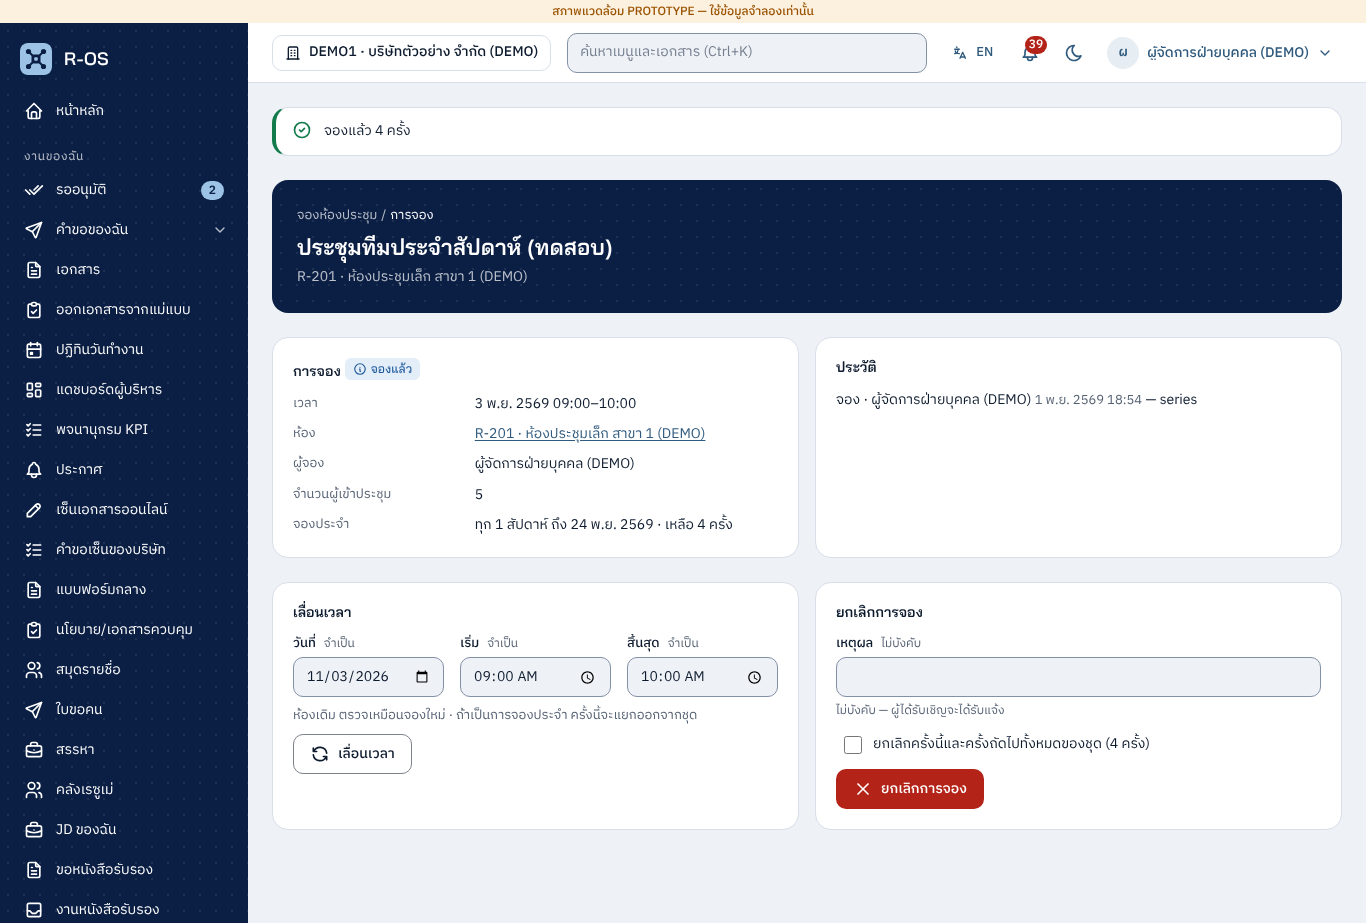 สภาพแวดล้อม PROTOTYPE — ใช้ข้อมูลจำลองเท่านั้น
R-OS
หน้าหลัก
งานของฉัน
รออนุมัติ 2
คำขอของฉัน
เอกสาร
ออกเอกสารจากแม่แบบ
ปฏิทินวันทำงาน
แดชบอร์ดผู้บริหาร
พจนานุกรม KPI
ประกาศ
เซ็นเอกสารออนไลน์
คำขอเซ็นของบริษัท
แบบฟอร์มกลาง
นโยบาย/เอกสารควบคุม
สมุดรายชื่อ
ใบขอคน
สรรหา
คลังเรซูเม่
JD ของฉัน
ขอหนังสือรับรอง
งานหนังสือรับรอง
DEMO1 · บริษัทตัวอย่าง จำกัด (DEMO)
ค้นหาเมนูและเอกสาร (Ctrl+K)
EN
39
ผ
ผู้จัดการฝ่ายบุคคล (DEMO)
จองแล้ว 4 ครั้ง
จองห้องประชุม / การจอง
ประชุมทีมประจำสัปดาห์ (ทดสอบ)
R-201 · ห้องประชุมเล็ก สาขา 1 (DEMO)
การจอง จองแล้ว
เวลา 3 พ.ย. 2569 09:00–10:00
ห้อง R-201 · ห้องประชุมเล็ก สาขา 1 (DEMO)
ผู้จอง ผู้จัดการฝ่ายบุคคล (DEMO)
จำนวนผู้เข้าประชุม 5
จองประจำ ทุก 1 สัปดาห์ ถึง 24 พ.ย. 2569 · เหลือ 4 ครั้ง
ประวัติ
จอง · ผู้จัดการฝ่ายบุคคล (DEMO) 1 พ.ย. 2569 18:54 — series
เลื่อนเวลา
วันที่ จำเป็น เริ่ม จำเป็น สิ้นสุด จำเป็น
11/03/2026 09:00 AM 10:00 AM
ห้องเดิม ตรวจเหมือนจองใหม่ · ถ้าเป็นการจองประจำ ครั้งนี้จะแยกออกจากชุด
เลื่อนเวลา
ยกเลิกการจอง
เหตุผล ไม่บังคับ
ไม่บังคับ — ผู้ได้รับเชิญจะได้รับแจ้ง
ยกเลิกครั้งนี้และครั้งถัดไปทั้งหมดของชุด (4 ครั้ง)
ยกเลิกการจอง